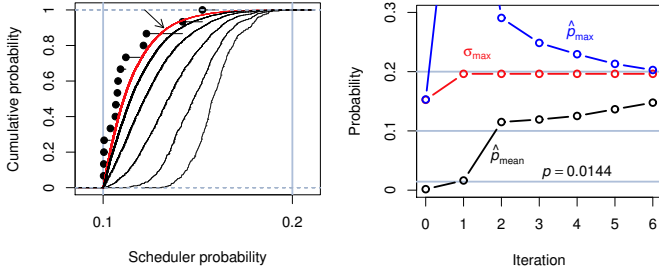 Cumulative probability
1
0.8
0.6
0.4
0.2
0
0.1
0.2
Scheduler probability
Probability
0.3
0.2
0.1
0
p̂max
σmax
p̂mean
p = 0.0144
0 1 2 3 4 5 6
Iteration